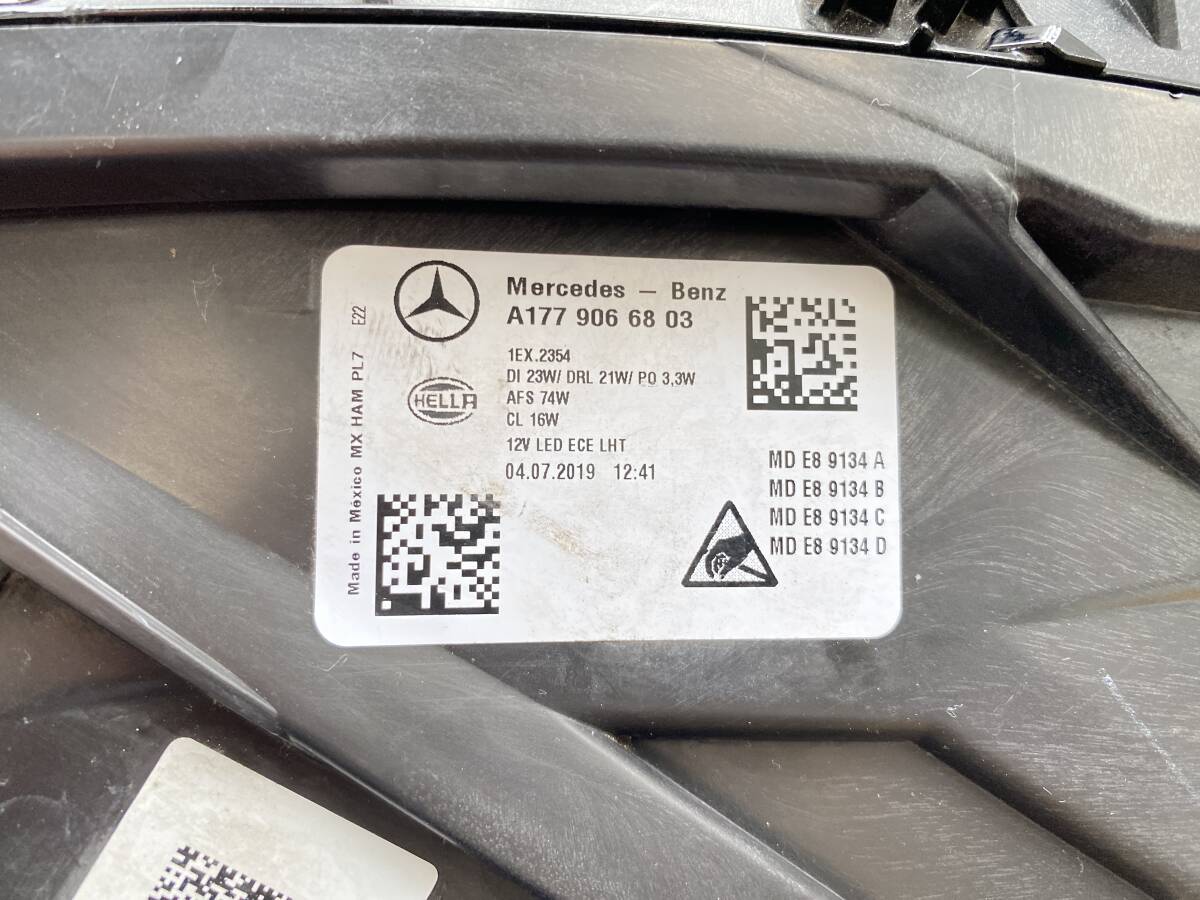 Mercedes – Benz
A177 906 68 03
1EX.2354
DI 23W/ DRL 21W/ PO 3,3W
AFS 74W
CL 16W
12V LED ECE LHT
04.07.2019 12:41
HELLA
MD E8 9134 A
MD E8 9134 B
MD E8 9134 C
MD E8 9134 D
Made in México MX HAM PL7 E22